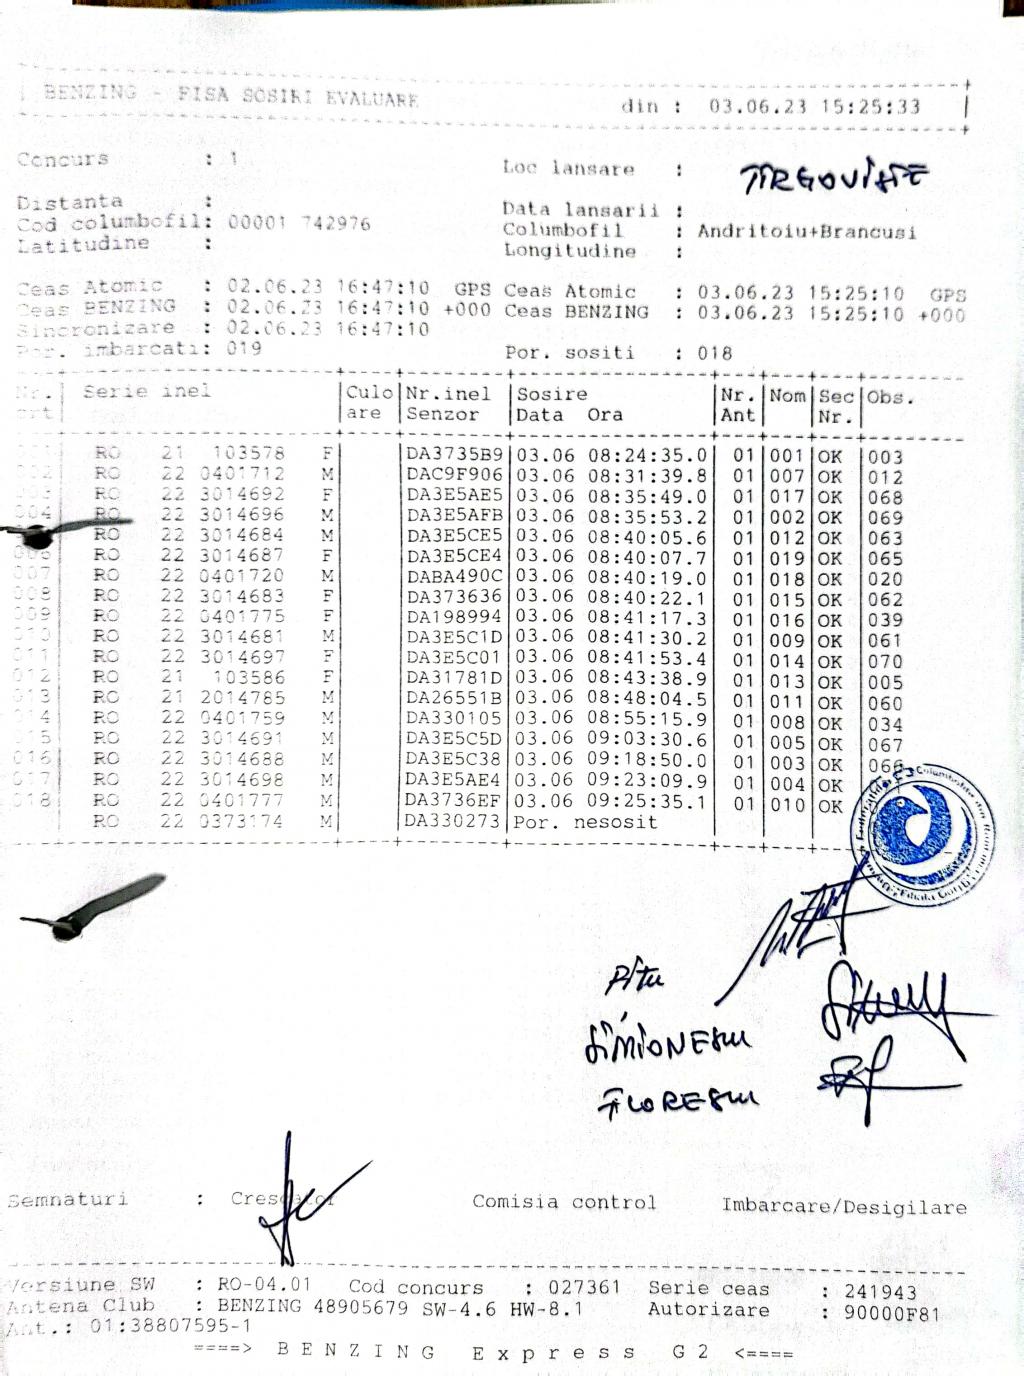 BENZING - FISA SOSIRI EVALUARE din : 03.06.23 15:25:33
Concurs : 1 Loc lansare : TIRGOVISTE
Distanta : Data lansarii :
Cod columbofil: 00001 742976 Columbofil : Andritoiu+Brancusi
Latitudine : Longitudine :
Ceas Atomic : 02.06.23 16:47:10 GPS Ceas Atomic : 03.06.23 15:25:10 GPS
Ceas BENZING : 02.06.23 16:47:10 +000 Ceas BENZING : 03.06.23 15:25:10 +000
Sincronizare : 02.06.23 16:47:10
Por. imbarcati: 019 Por. sositi : 018
Nr. Serie inel Culo Nr.inel Sosire Nr. Nom Sec Obs.
crt are Senzor Data Ora Ant Nr.
001 RO 21 103578 F DA3735B9 03.06 08:24:35.0 01 001 OK 003
002 RO 22 0401712 M DAC9F906 03.06 08:31:39.8 01 007 OK 012
003 RO 22 3014692 F DA3E5AE5 03.06 08:35:49.0 01 017 OK 068
004 RO 22 3014696 M DA3E5AFB 03.06 08:35:53.2 01 002 OK 069
RO 22 3014684 M DA3E5CE5 03.06 08:40:05.6 01 012 OK 063
006 RO 22 3014687 F DA3E5CE4 03.06 08:40:07.7 01 019 OK 065
007 RO 22 0401720 M DABA490C 03.06 08:40:19.0 01 018 OK 020
008 RO 22 3014683 F DA373636 03.06 08:40:22.1 01 015 OK 062
009 RO 22 0401775 F DA198994 03.06 08:41:17.3 01 016 OK 039
010 RO 22 3014681 M DA3E5C1D 03.06 08:41:30.2 01 009 OK 061
011 RO 22 3014697 F DA3E5C01 03.06 08:41:53.4 01 014 OK 070
012 RO 21 103586 F DA31781D 03.06 08:43:38.9 01 013 OK 005
013 RO 21 2014785 M DA26551B 03.06 08:48:04.5 01 011 OK 060
014 RO 22 0401759 M DA330105 03.06 08:55:15.9 01 008 OK 034
015 RO 22 3014691 M DA3E5C5D 03.06 09:03:30.6 01 005 OK 067
016 RO 22 3014688 M DA3E5C38 03.06 09:18:50.0 01 003 OK 066
017 RO 22 3014698 M DA3E5AE4 03.06 09:23:09.9 01 004 OK
018 RO 22 0401777 M DA3736EF 03.06 09:25:35.1 01 010 OK
RO 22 0373174 M DA330273 Por. nesosit
Pitu
SIMIONESCU
FLORESCU
Semnaturi : Crescator Comisia control Imbarcare/Desigilare
Versiune SW : RO-04.01 Cod concurs : 027361 Serie ceas : 241943
Antena Club : BENZING 48905679 SW-4.6 HW-8.1 Autorizare : 90000F81
Ant.: 01:38807595-1
====> BENZING Express G2 <====